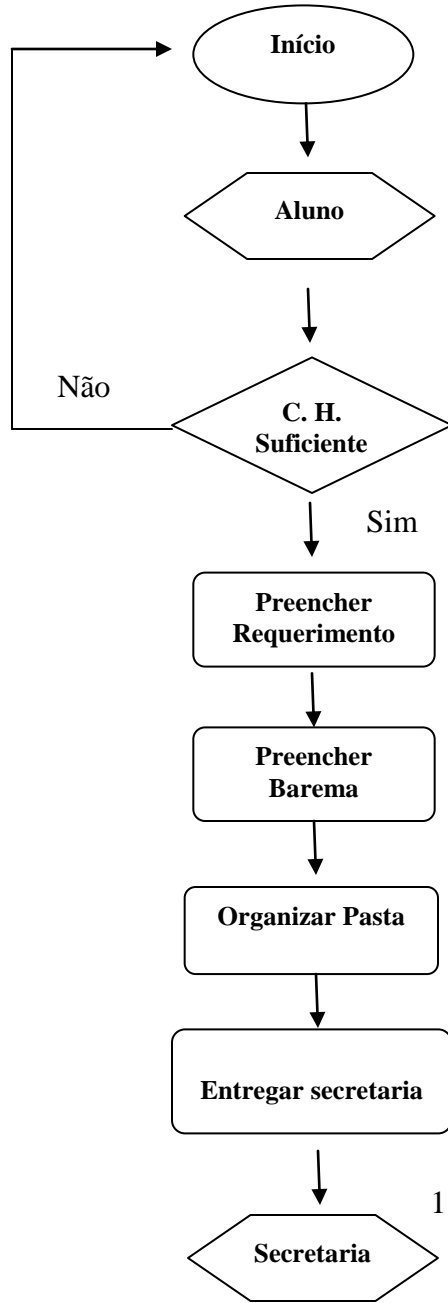 Início
Aluno
Não
C. H.
Suficiente
Sim
Preencher
Requerimento
Preencher
Barema
Organizar Pasta
Entregar secretaria
1
Secretaria